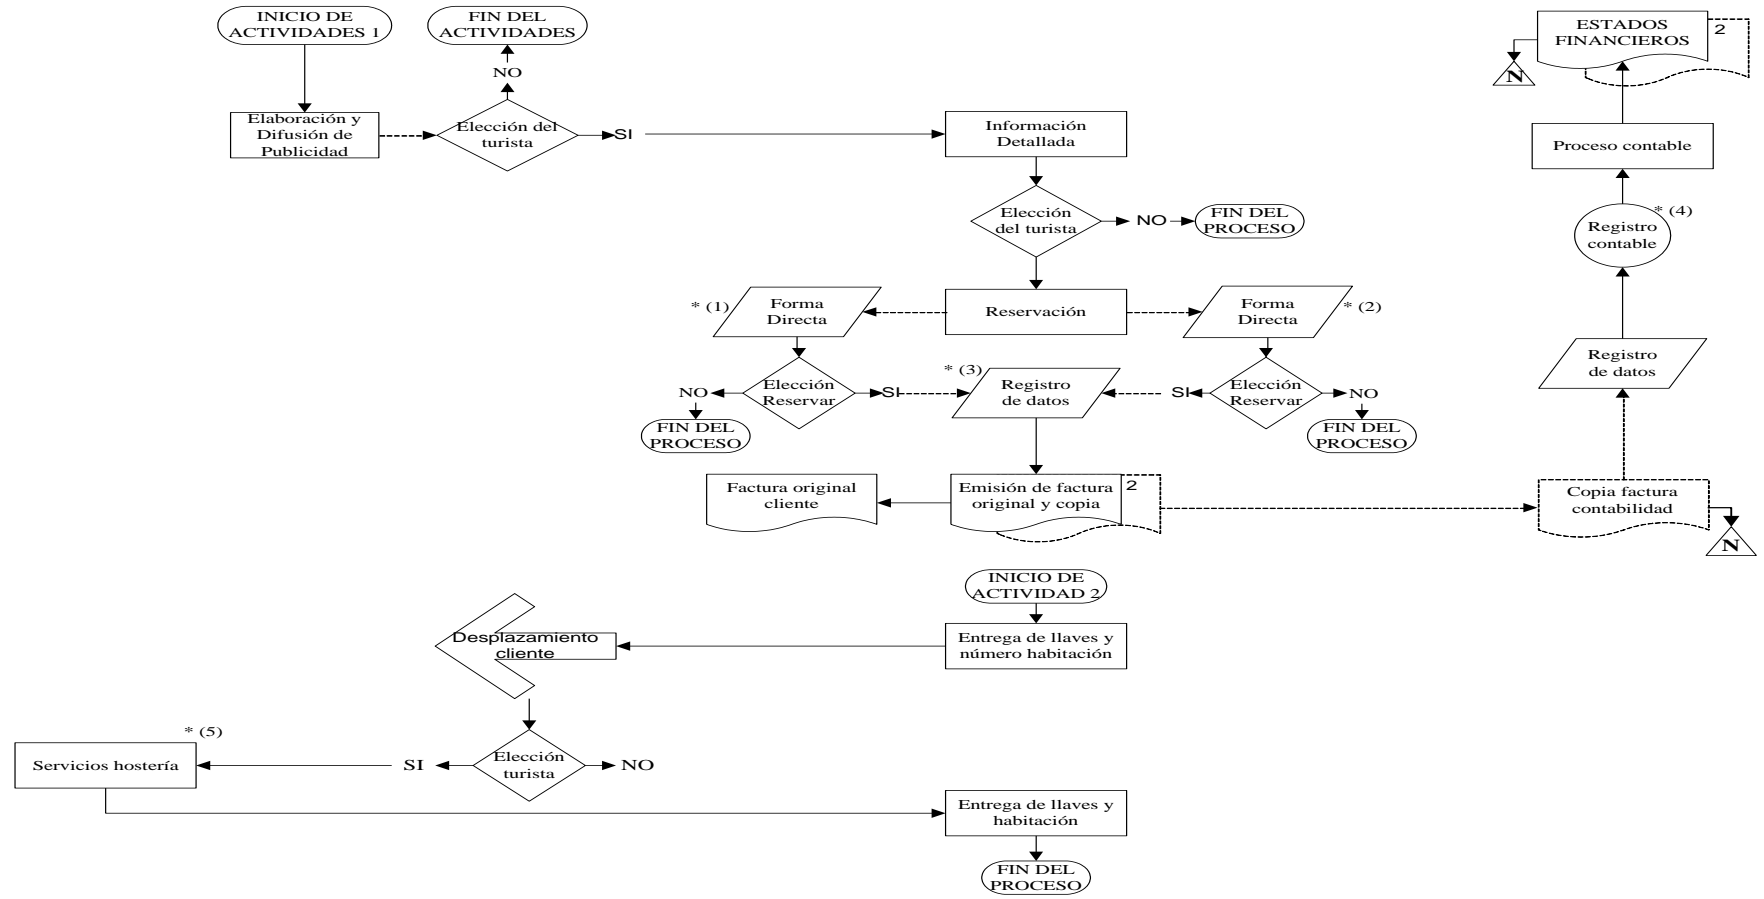 INICIO DE
ACTIVIDADES 1
FIN DEL
ACTIVIDADES
NO
Elaboración y
Difusión de
Publicidad
Elección del
turista
SI
Información
Detallada
Elección
del turista
NO
FIN DEL
PROCESO
Reservación
* (1)
Forma
Directa
Forma
Directa
* (2)
NO
Elección
Reservar
SI
* (3)
Registro
de datos
SI
Elección
Reservar
NO
FIN DEL
PROCESO
FIN DEL
PROCESO
Factura original
cliente
Emisión de factura
original y copia
2
Copia factura
contabilidad
N
Registro
de datos
Registro
contable
* (4)
Proceso contable
ESTADOS
FINANCIEROS
2
N
INICIO DE
ACTIVIDAD 2
Entrega de llaves y
número habitación
Desplazamiento
cliente
Elección
turista
SI
NO
* (5)
Servicios hostería
Entrega de llaves y
habitación
FIN DEL
PROCESO